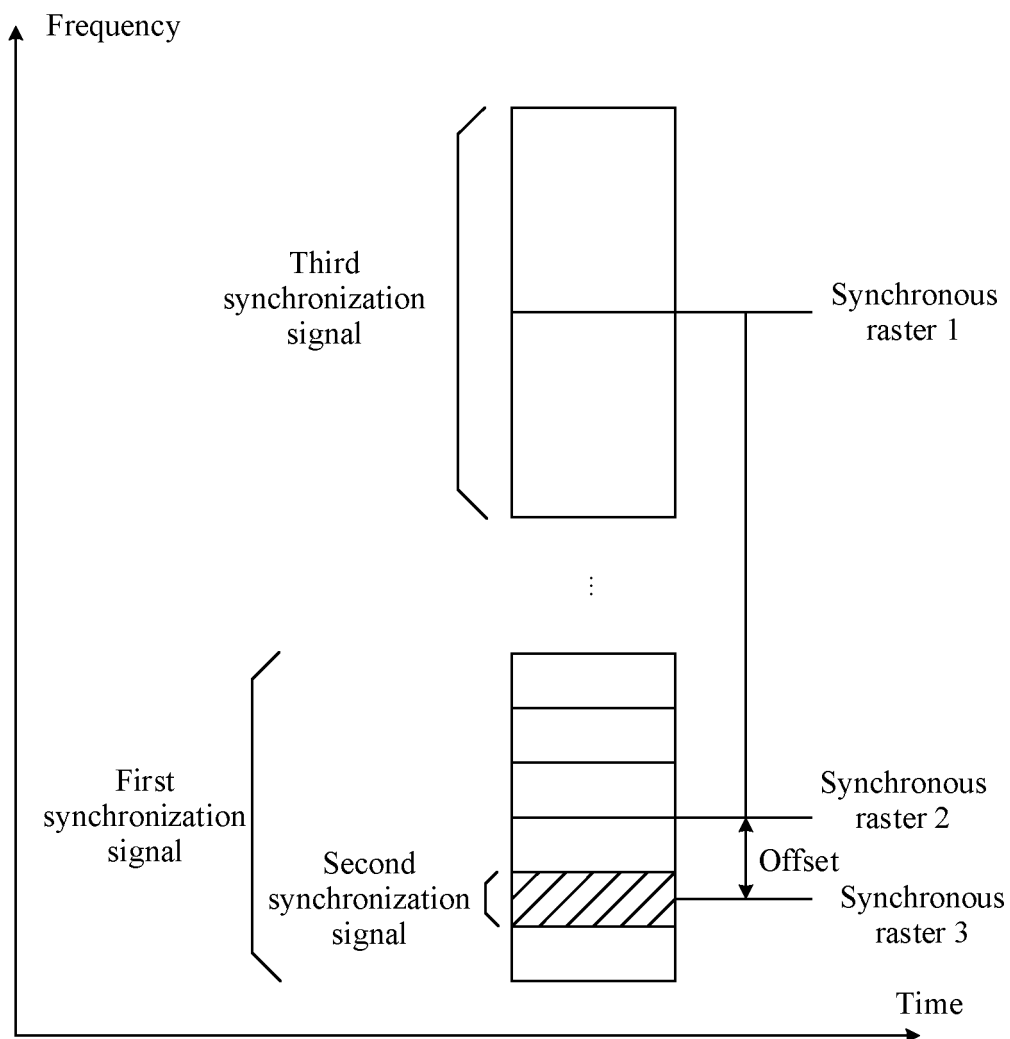 Frequency
Third
synchronization
signal
Synchronous
raster 1
⋮
First
synchronization
signal
Synchronous
raster 2
Offset
Second
synchronization
signal
Synchronous
raster 3
Time